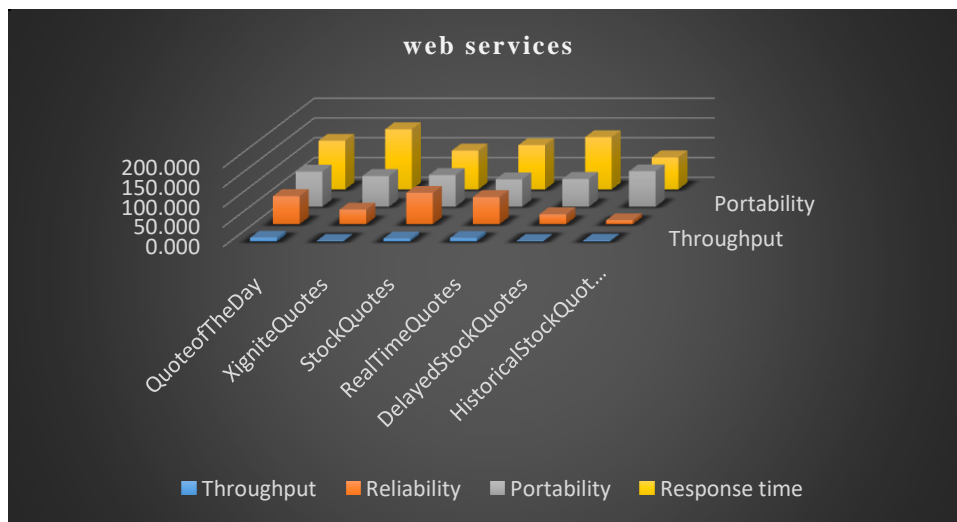 web services
200.000
150.000
100.000
50.000
0.000
Portability
Throughput
QuoteofTheDay
XigniteQuotes
StockQuotes
RealTimeQuotes
DelayedStockQuotes
HistoricalStockQuot...
Throughput Reliability Portability Response time